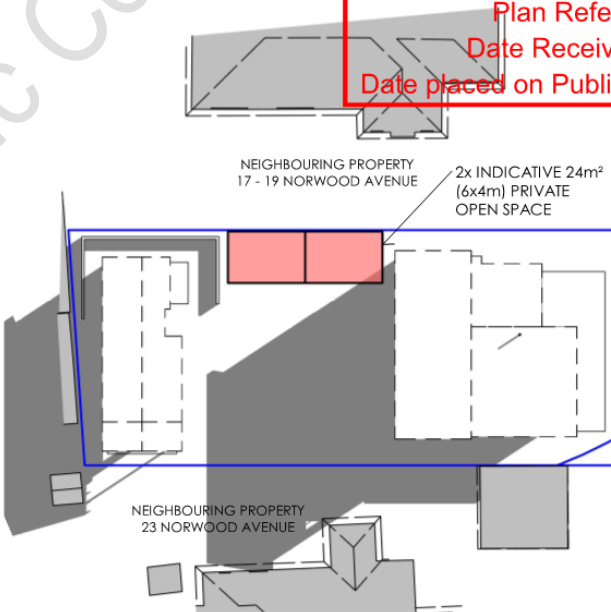 Plan Refe
Date Receiv
Date placed on Publi
NEIGHBOURING PROPERTY
17 - 19 NORWOOD AVENUE
2x INDICATIVE 24m²
(6x4m) PRIVATE
OPEN SPACE
NEIGHBOURING PROPERTY
23 NORWOOD AVENUE